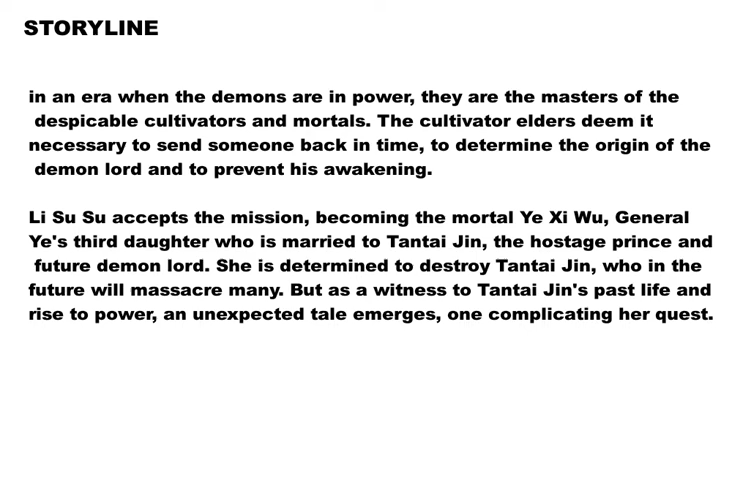 STORYLINE
in an era when the demons are in power, they are the masters of the
despicable cultivators and mortals. The cultivator elders deem it
necessary to send someone back in time, to determine the origin of the
demon lord and to prevent his awakening.
Li Su Su accepts the mission, becoming the mortal Ye Xi Wu, General
Ye's third daughter who is married to Tantai Jin, the hostage prince and
future demon lord. She is determined to destroy Tantai Jin, who in the
future will massacre many. But as a witness to Tantai Jin's past life and
rise to power, an unexpected tale emerges, one complicating her quest.